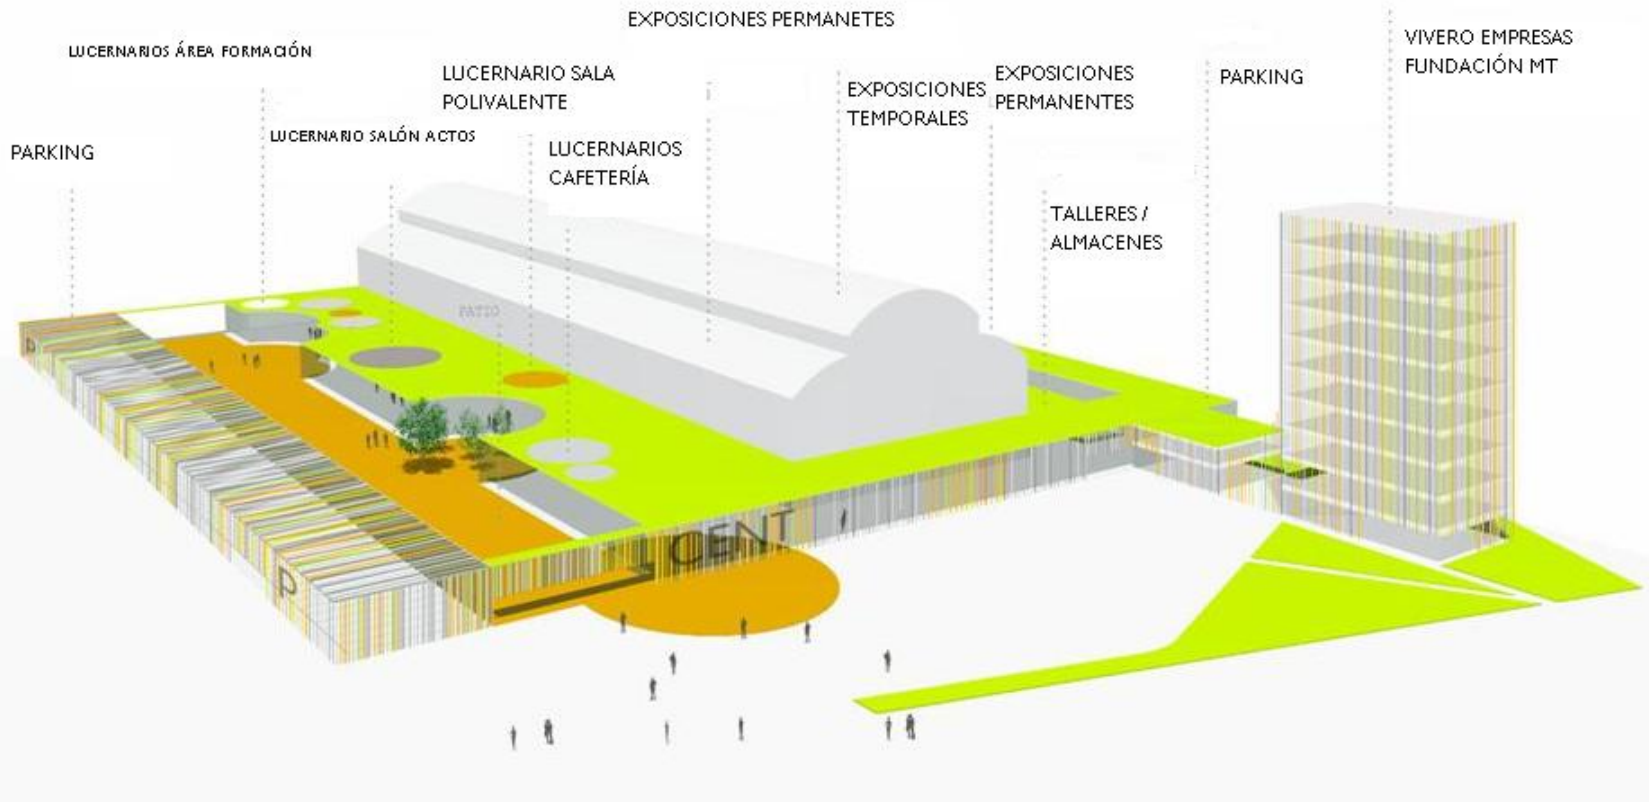 EXPOSICIONES PERMANETES
VIVERO EMPRESAS
FUNDACIÓN MT
LUCERNARIOS ÁREA FORMACIÓN
LUCERNARIO SALA
POLIVALENTE
EXPOSICIONES
TEMPORALES
EXPOSICIONES
PERMANENTES
PARKING
LUCERNARIO SALÓN ACTOS
LUCERNARIOS
CAFETERÍA
PARKING
TALLERES /
ALMACENES
PATIO
P
P
CENT